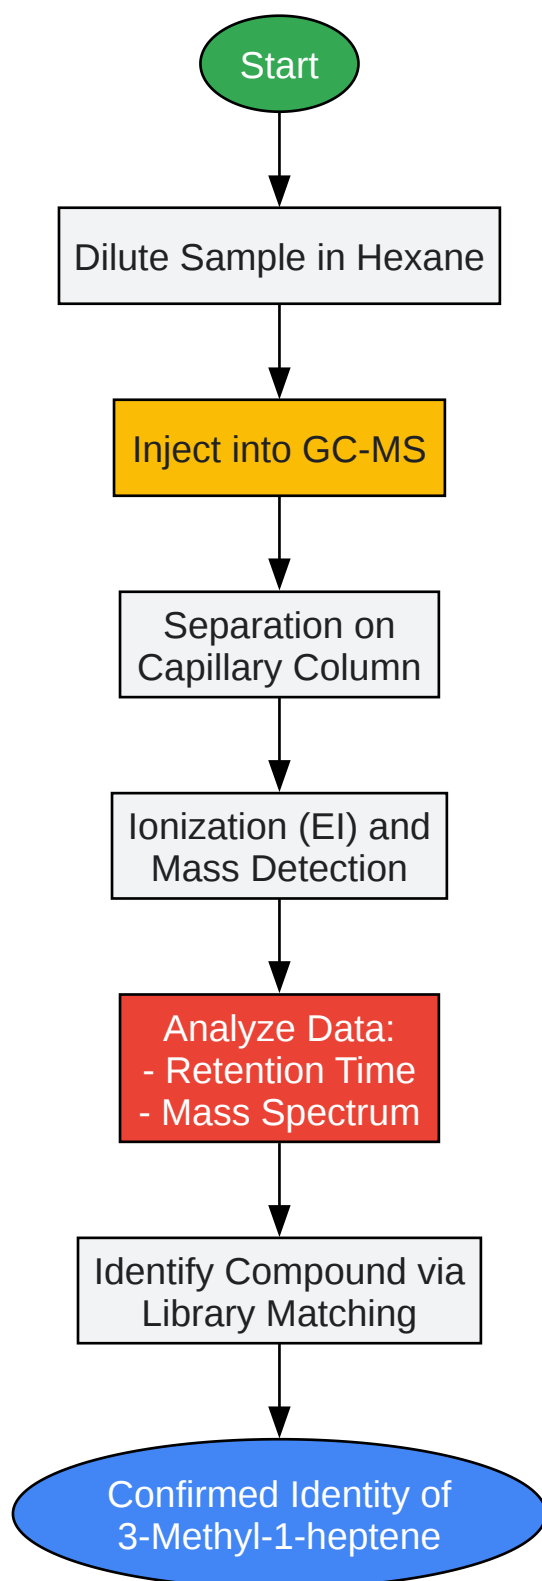 Start
Dilute Sample in Hexane
Inject into GC-MS
Separation on
Capillary Column
Ionization (EI) and
Mass Detection
Analyze Data:
- Retention Time
- Mass Spectrum
Identify Compound via
Library Matching
Confirmed Identity of
3-Methyl-1-heptene